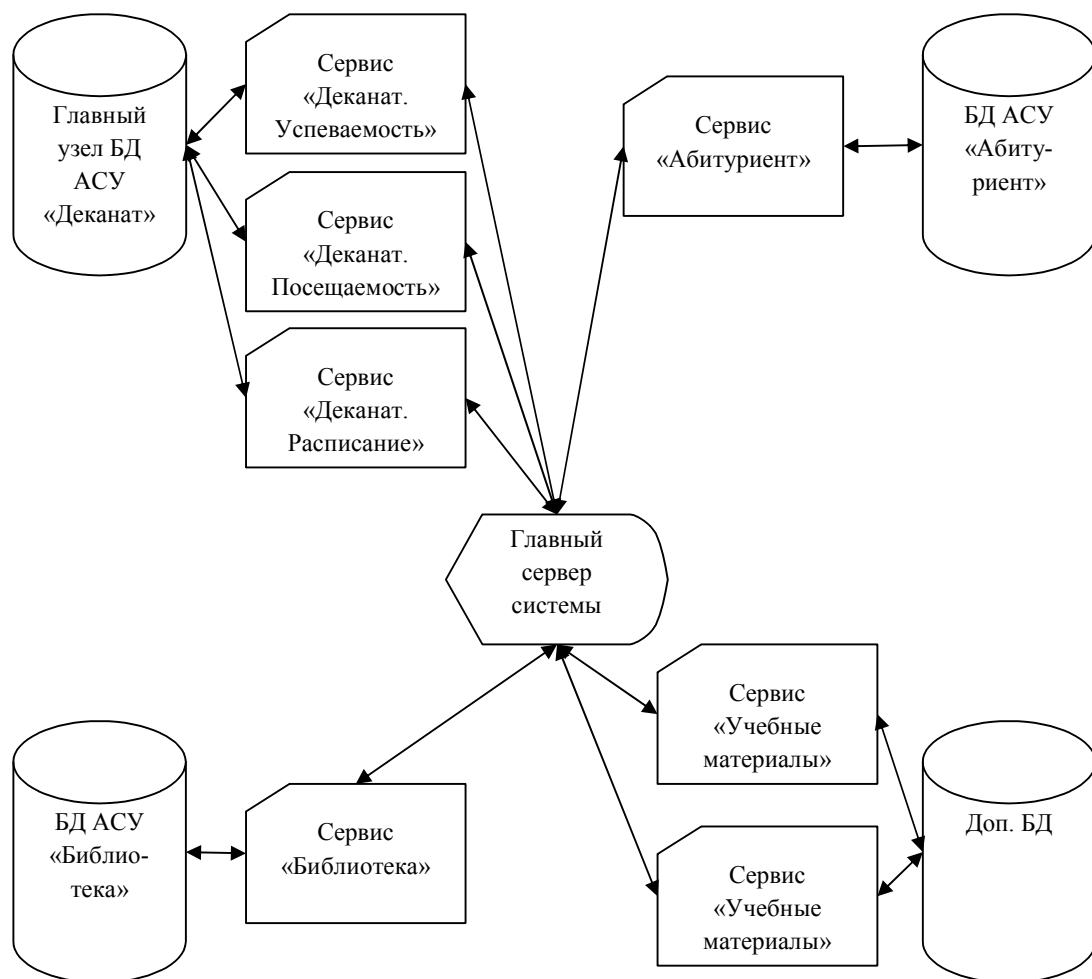 Главный
узел БД
АСУ
«Деканат»
Сервис
«Деканат.
Успеваемость»
Сервис
«Деканат.
Посещаемость»
Сервис
«Деканат.
Расписание»
Сервис
«Абитуриент»
БД АСУ
«Абиту-
риент»
Главный
сервер
системы
БД АСУ
«Библио-
тека»
Сервис
«Библиотека»
Сервис
«Учебные
материалы»
Сервис
«Учебные
материалы»
Доп. БД